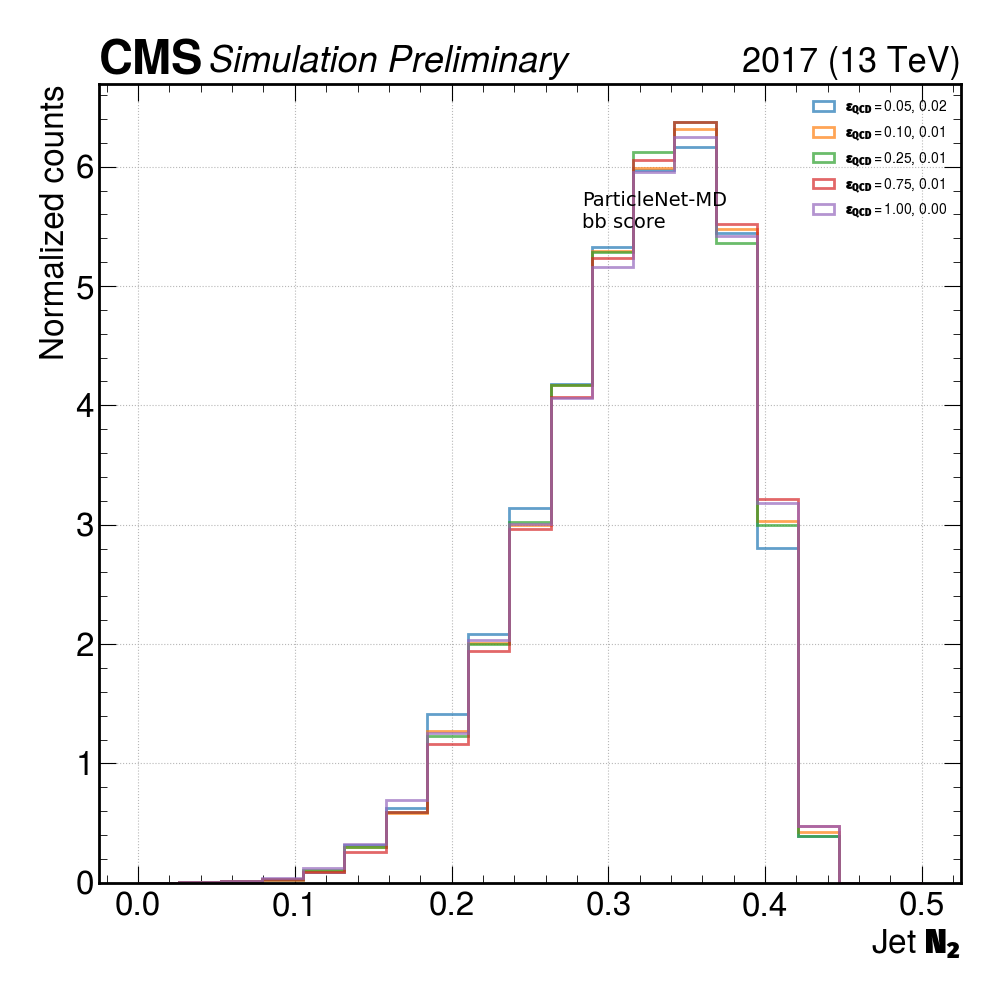 CMS Simulation Preliminary 2017 (13 TeV)
Normalized counts
ε_QCD = 0.05, 0.02
ε_QCD = 0.10, 0.01
ε_QCD = 0.25, 0.01
ε_QCD = 0.75, 0.01
ε_QCD = 1.00, 0.00
ParticleNet-MD
bb score
6
5
4
3
2
1
0
0.0 0.1 0.2 0.3 0.4 0.5
Jet N₂